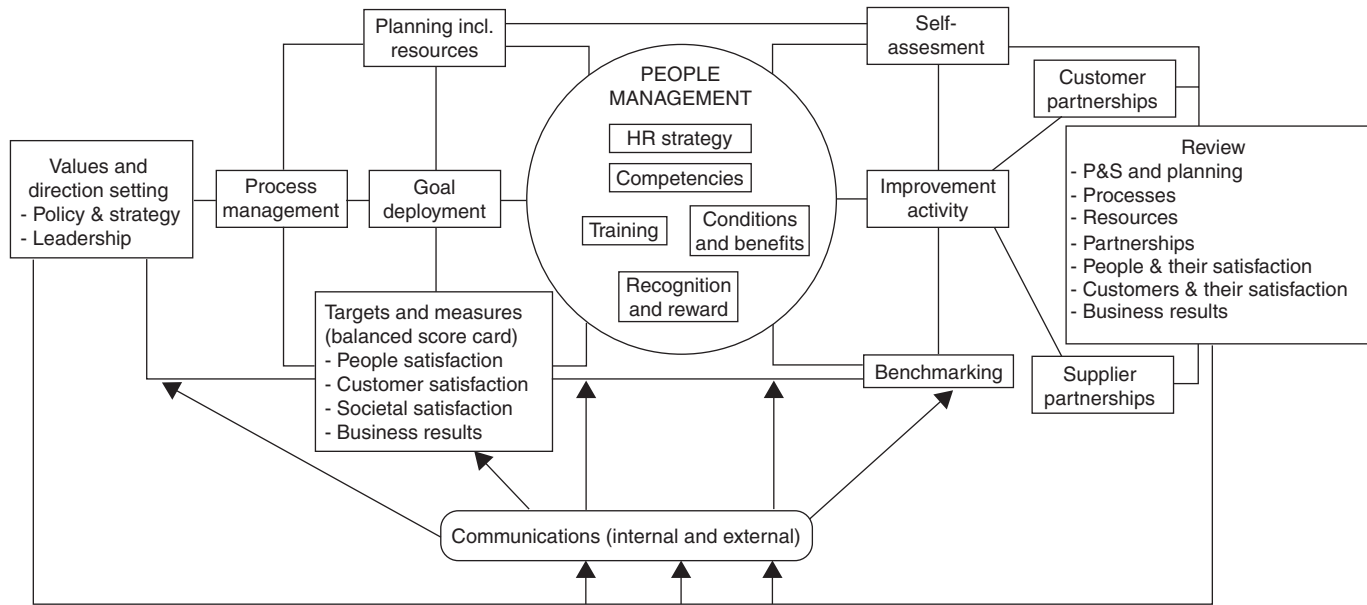 Planning incl.
resources
Self-
assesment
PEOPLE
MANAGEMENT
HR strategy
Competencies
Training
Conditions
and benefits
Recognition
and reward
Customer
partnerships
Values and
direction setting
- Policy & strategy
- Leadership
Process
management
Goal
deployment
Improvement
activity
Review
- P&S and planning
- Processes
- Resources
- Partnerships
- People & their satisfaction
- Customers & their satisfaction
- Business results
Targets and measures
(balanced score card)
- People satisfaction
- Customer satisfaction
- Societal satisfaction
- Business results
Benchmarking
Supplier
partnerships
Communications (internal and external)